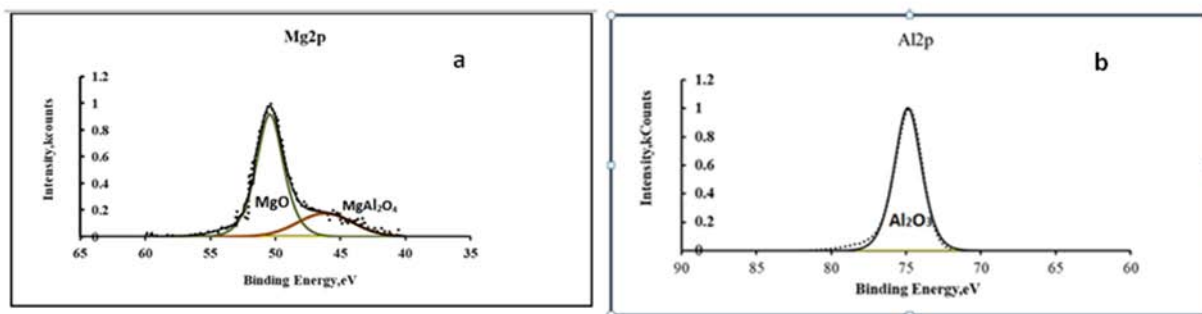 Mg2p
a
1.2
1
0.8
0.6
0.4
0.2
0
Intensity,kcounts
MgO
MgAl₂O₄
65 60 55 50 45 40 35
Binding Energy,eV
Al2p
b
1.2
1
0.8
0.6
0.4
0.2
0
Intensity,kCounts
Al₂O₃
90 85 80 75 70 65 60
Binding Energy,eV